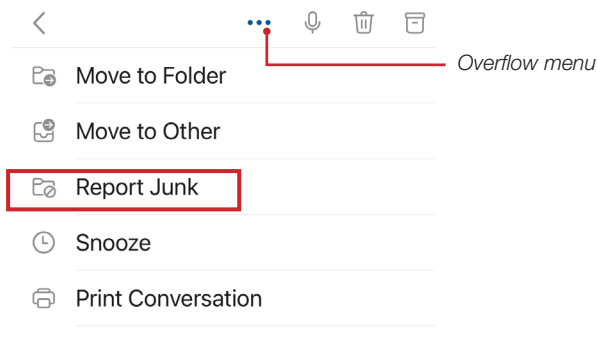 Overflow menu
Move to Folder
Move to Other
Report Junk
Snooze
Print Conversation